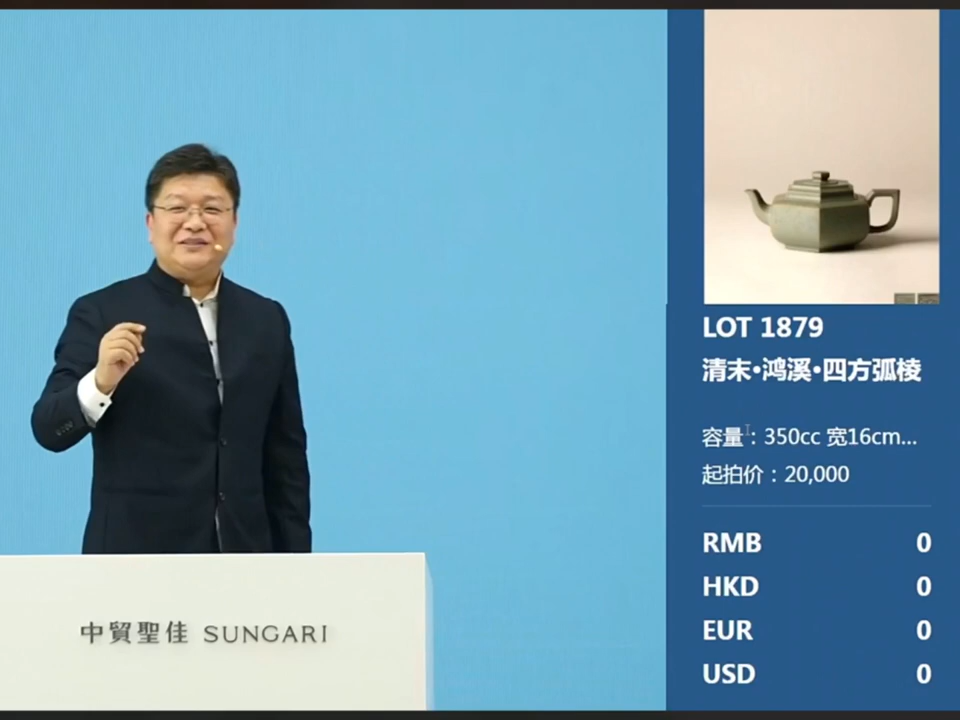 中貿聖佳 SUNGARI
LOT 1879
清末•鸿溪•四方弧棱
容量：350cc 宽16cm...
起拍价：20,000
RMB 0
HKD 0
EUR 0
USD 0